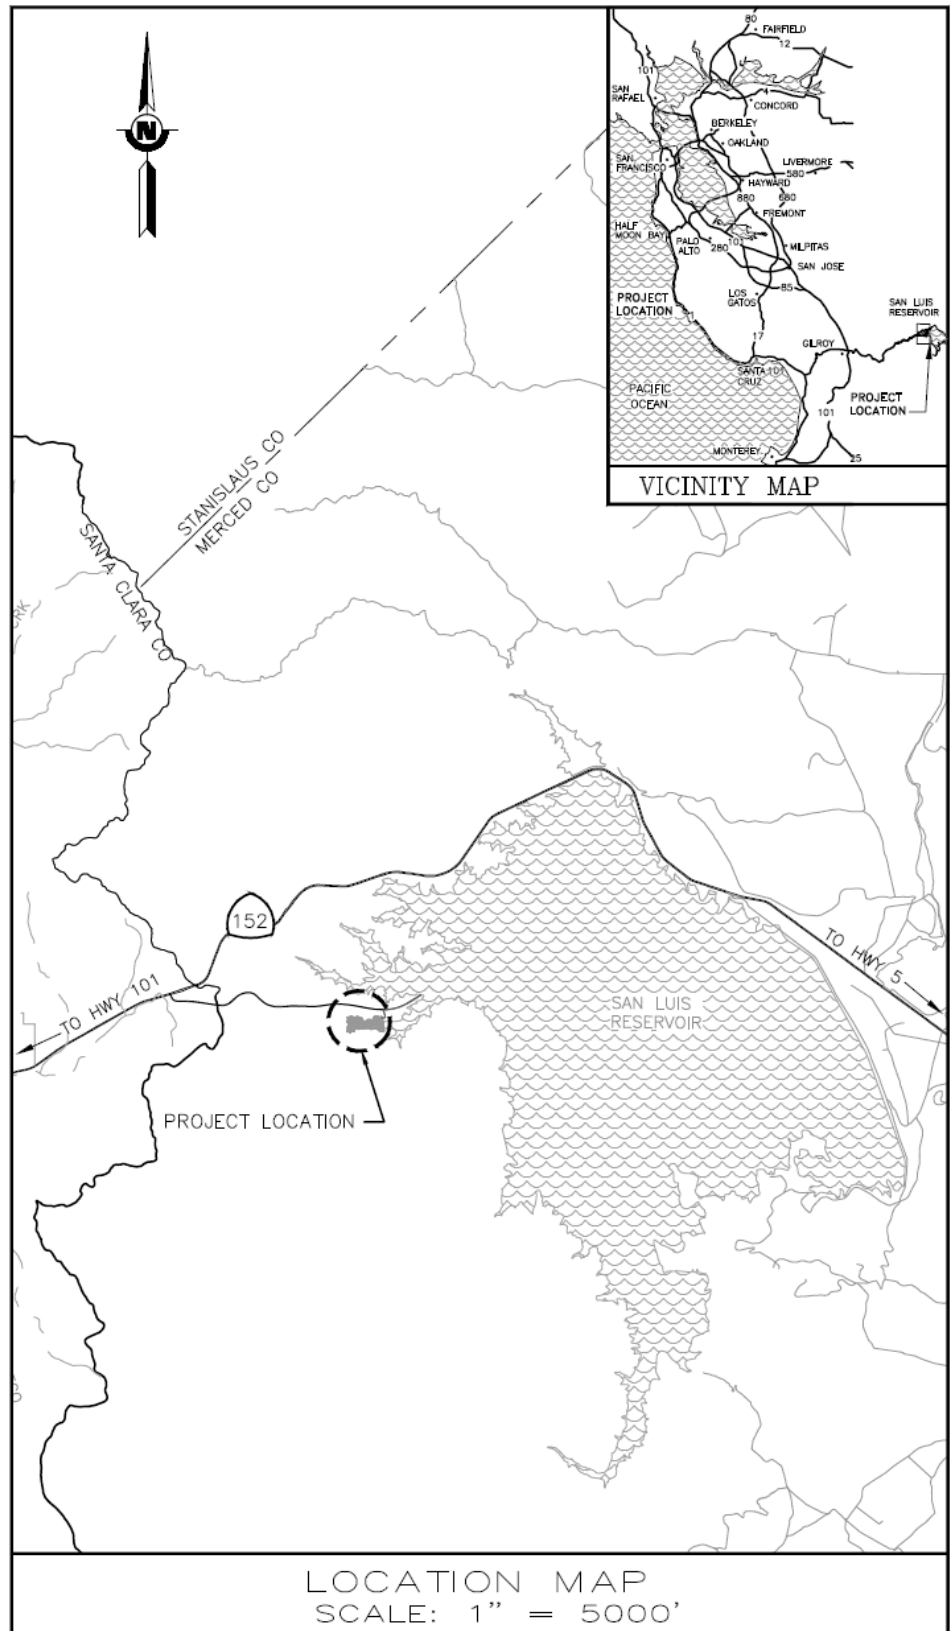 N
80
FAIRFIELD
12
101
SAN
RAFAEL
4
CONCORD
BERKELEY
OAKLAND
SAN
FRANCISCO
LIVERMORE
580
HAYWARD
880
680
FREMONT
HALF
MOON BAY
PALO
ALTO
280
101
MILPITAS
SAN JOSE
85
LOS
GATOS
PROJECT
LOCATION
1
17
SAN LUIS
RESERVOIR
GILROY
SANTA
CRUZ
101
PACIFIC
OCEAN
PROJECT
LOCATION
101
MONTEREY
25
VICINITY MAP
STANISLAUS CO
MERCED CO
SANTA CLARA CO
152
TO HWY 101
TO HWY 5
SAN LUIS
RESERVOIR
PROJECT LOCATION
LOCATION MAP
SCALE: 1" = 5000'